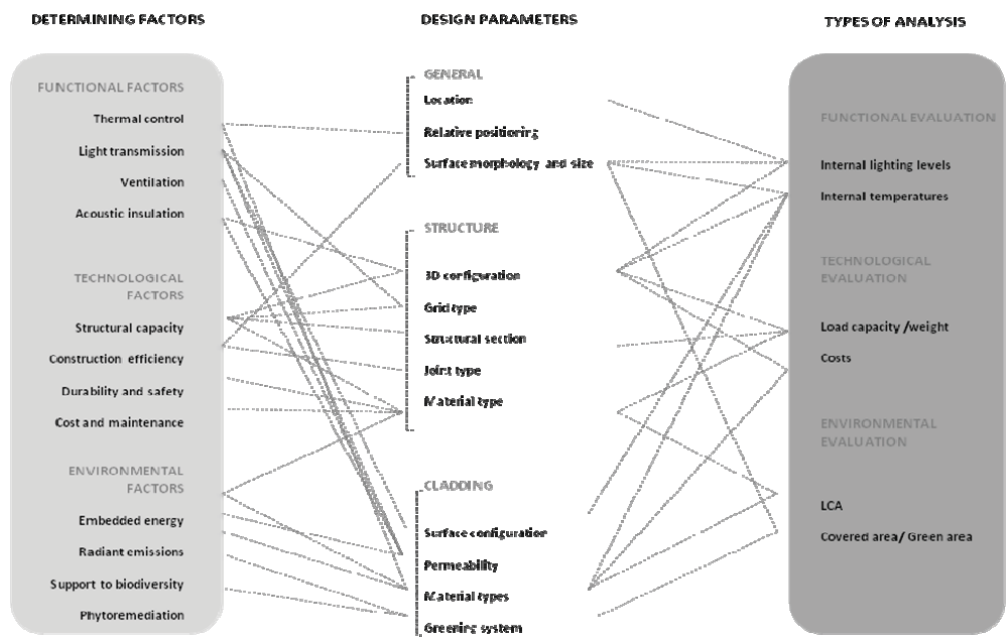 DETERMINING FACTORS
FUNCTIONAL FACTORS
Thermal control
Light transmission
Ventilation
Acoustic insulation
TECHNOLOGICAL
FACTORS
Structural capacity
Construction efficiency
Durability and safety
Cost and maintenance
ENVIRONMENTAL
FACTORS
Embedded energy
Radiant emissions
Support to biodiversity
Phytoremediation
DESIGN PARAMETERS
GENERAL
Location
Relative positioning
Surface morphology and size
STRUCTURE
3D configuration
Grid type
Structural section
Joint type
Material type
CLADDING
Surface configuration
Permeability
Material types
Greening system
TYPES OF ANALYSIS
FUNCTIONAL EVALUATION
Internal lighting levels
Internal temperatures
TECHNOLOGICAL
EVALUATION
Load capacity /weight
Costs
ENVIRONMENTAL
EVALUATION
LCA
Covered area/ Green area